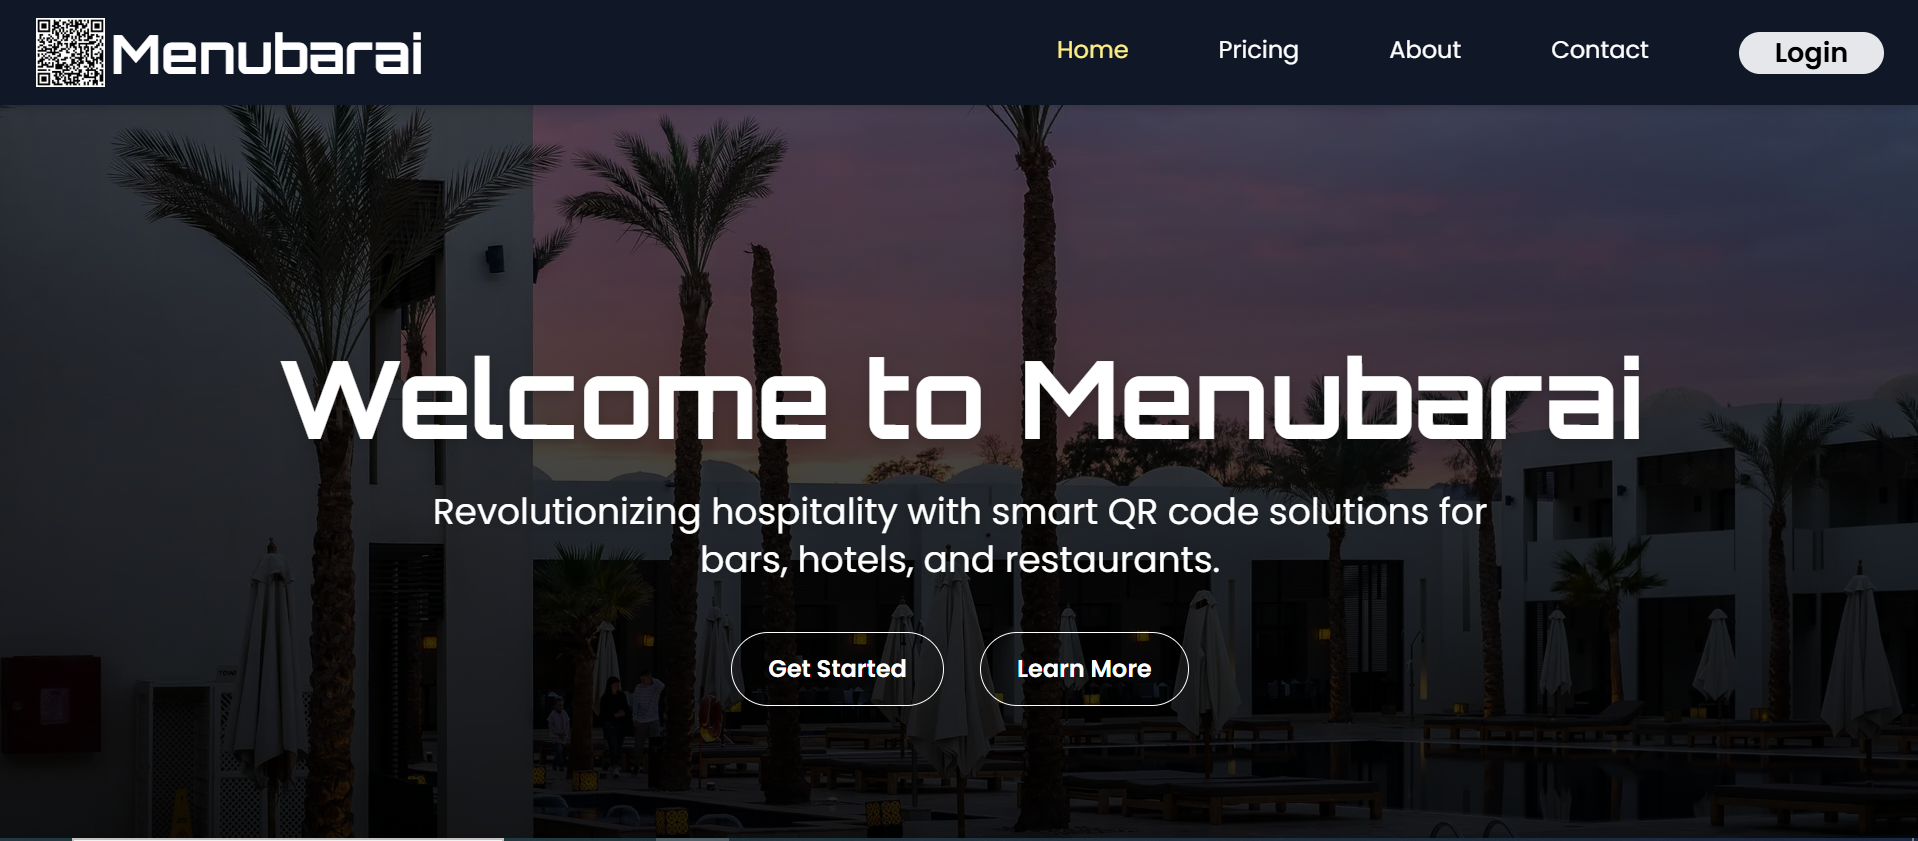 Menubarai
Home Pricing About Contact Login
Welcome to Menubarai
Revolutionizing hospitality with smart QR code solutions for
bars, hotels, and restaurants.
Get Started Learn More